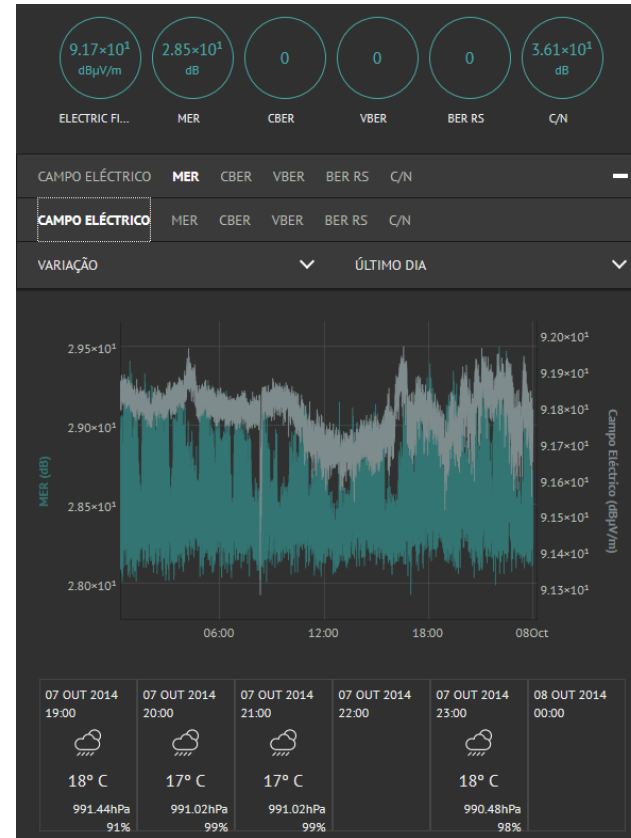 9.17×10¹ 2.85×10¹ 0 0 0 3.61×10¹
dBµV/m dB dB
ELECTRIC FI... MER CBER VBER BER RS C/N
CAMPO ELÉCTRICO MER CBER VBER BER RS C/N
CAMPO ELÉCTRICO MER CBER VBER BER RS C/N
VARIAÇÃO ÚLTIMO DIA
MER (dB)
2.95×10¹
2.90×10¹
2.85×10¹
2.80×10¹
9.20×10¹
9.19×10¹
9.18×10¹
9.17×10¹
9.16×10¹
9.15×10¹
9.14×10¹
9.13×10¹
Campo Eléctrico (dBµV/m)
06:00 12:00 18:00 08Oct
07 OUT 2014 07 OUT 2014 07 OUT 2014 07 OUT 2014 07 OUT 2014 08 OUT 2014
19:00 20:00 21:00 22:00 23:00 00:00
18° C 17° C 17° C 18° C
991.44hPa 991.02hPa 991.02hPa 990.48hPa
91% 99% 99% 98%